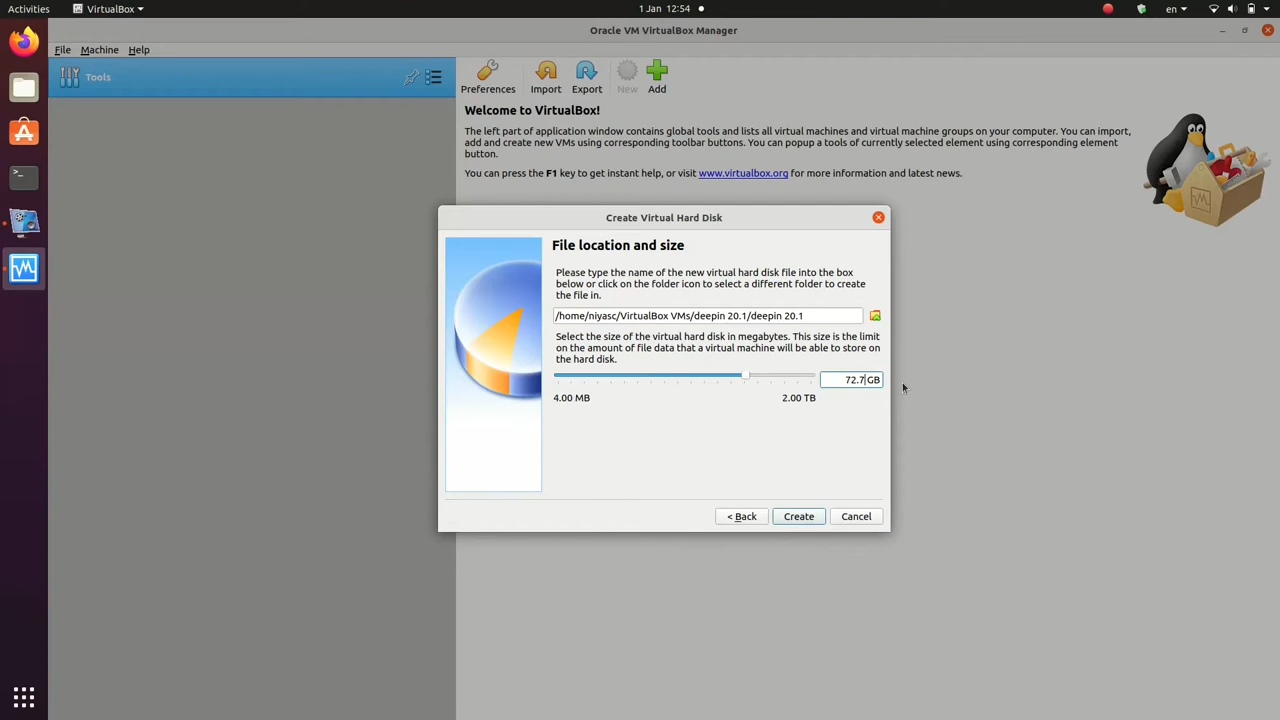 Activities
VirtualBox
1 Jan 12:54
en
Oracle VM VirtualBox Manager
File
Machine
Help
Tools
Preferences
Import
Export
New
Add
Welcome to VirtualBox!
The left part of application window contains global tools and lists all virtual machines and virtual machine groups on your computer. You can import,
add and create new VMs using corresponding toolbar buttons. You can popup a tools of currently selected element using corresponding element
button.
You can press the F1 key to get instant help, or visit www.virtualbox.org for more information and latest news.
Create Virtual Hard Disk
File location and size
Please type the name of the new virtual hard disk file into the box
below or click on the folder icon to select a different folder to create
the file in.
/home/niyasc/VirtualBox VMs/deepin 20.1/deepin 20.1
Select the size of the virtual hard disk in megabytes. This size is the limit
on the amount of file data that a virtual machine will be able to store on
the hard disk.
72.7 GB
4.00 MB
2.00 TB
< Back
Create
Cancel